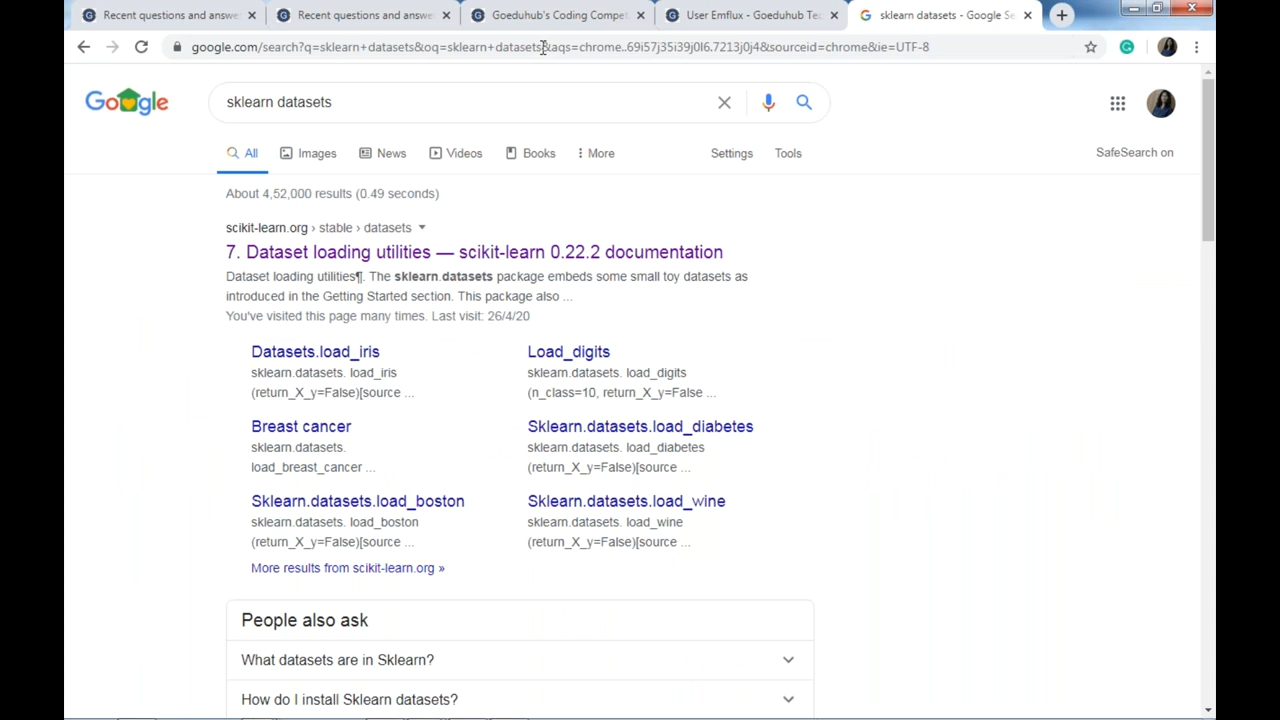 Recent questions and answe
Recent questions and answe
Goeduhub's Coding Compet
User Emflux - Goeduhub Tec
sklearn datasets - Google Se
google.com/search?q=sklearn+datasets&oq=sklearn+datasets&aqs=chrome..69i57j35i39j0l6.7213j0j4&sourceid=chrome&ie=UTF-8
Google
sklearn datasets
All
Images
News
Videos
Books
More
Settings
Tools
SafeSearch on
About 4,52,000 results (0.49 seconds)
scikit-learn.org › stable › datasets
7. Dataset loading utilities — scikit-learn 0.22.2 documentation
Dataset loading utilities¶. The sklearn.datasets package embeds some small toy datasets as
introduced in the Getting Started section. This package also ...
You've visited this page many times. Last visit: 26/4/20
Datasets.load_iris
sklearn.datasets. load_iris
(return_X_y=False)[source ...
Load_digits
sklearn.datasets. load_digits
(n_class=10, return_X_y=False ...
Breast cancer
sklearn.datasets.
load_breast_cancer ...
Sklearn.datasets.load_diabetes
sklearn.datasets. load_diabetes
(return_X_y=False)[source ...
Sklearn.datasets.load_boston
sklearn.datasets. load_boston
(return_X_y=False)[source ...
Sklearn.datasets.load_wine
sklearn.datasets. load_wine
(return_X_y=False)[source ...
More results from scikit-learn.org »
People also ask
What datasets are in Sklearn?
How do I install Sklearn datasets?